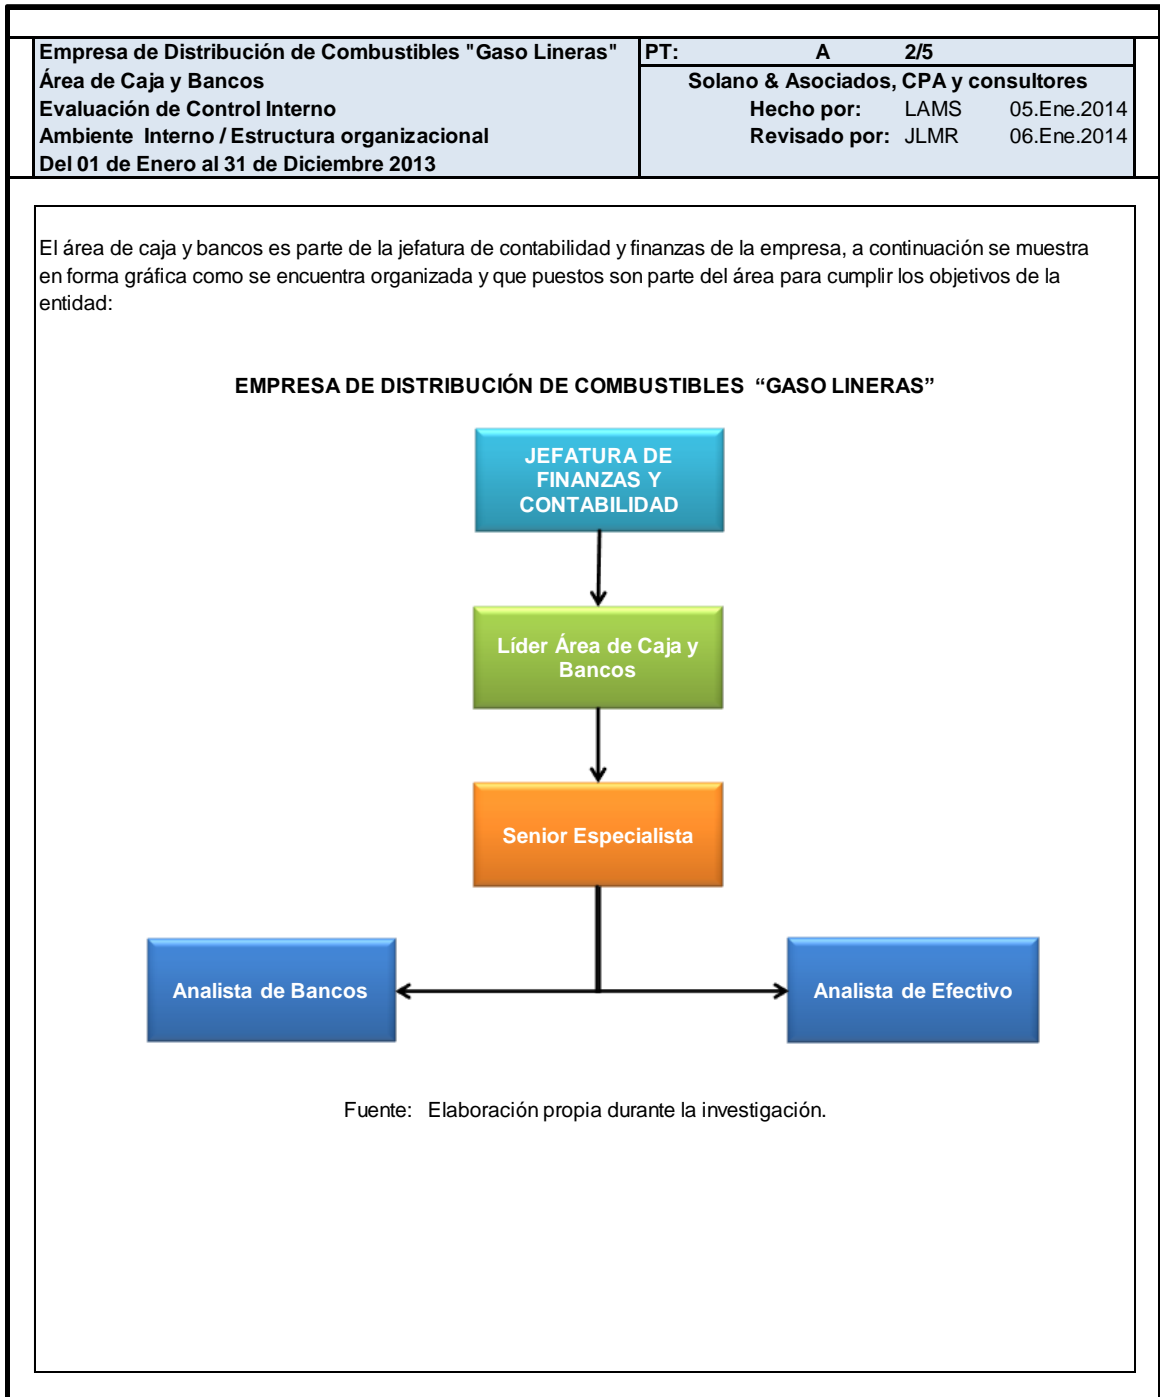 Empresa de Distribución de Combustibles "Gaso Lineras"
Área de Caja y Bancos
Evaluación de Control Interno
Ambiente Interno / Estructura organizacional
Del 01 de Enero al 31 de Diciembre 2013
PT: A 2/5
Solano & Asociados, CPA y consultores
Hecho por: LAMS 05.Ene.2014
Revisado por: JLMR 06.Ene.2014
El área de caja y bancos es parte de la jefatura de contabilidad y finanzas de la empresa, a continuación se muestra
en forma gráfica como se encuentra organizada y que puestos son parte del área para cumplir los objetivos de la
entidad:
EMPRESA DE DISTRIBUCIÓN DE COMBUSTIBLES “GASO LINERAS”
JEFATURA DE
FINANZAS Y
CONTABILIDAD
Líder Área de Caja y
Bancos
Senior Especialista
Analista de Bancos
Analista de Efectivo
Fuente: Elaboración propia durante la investigación.